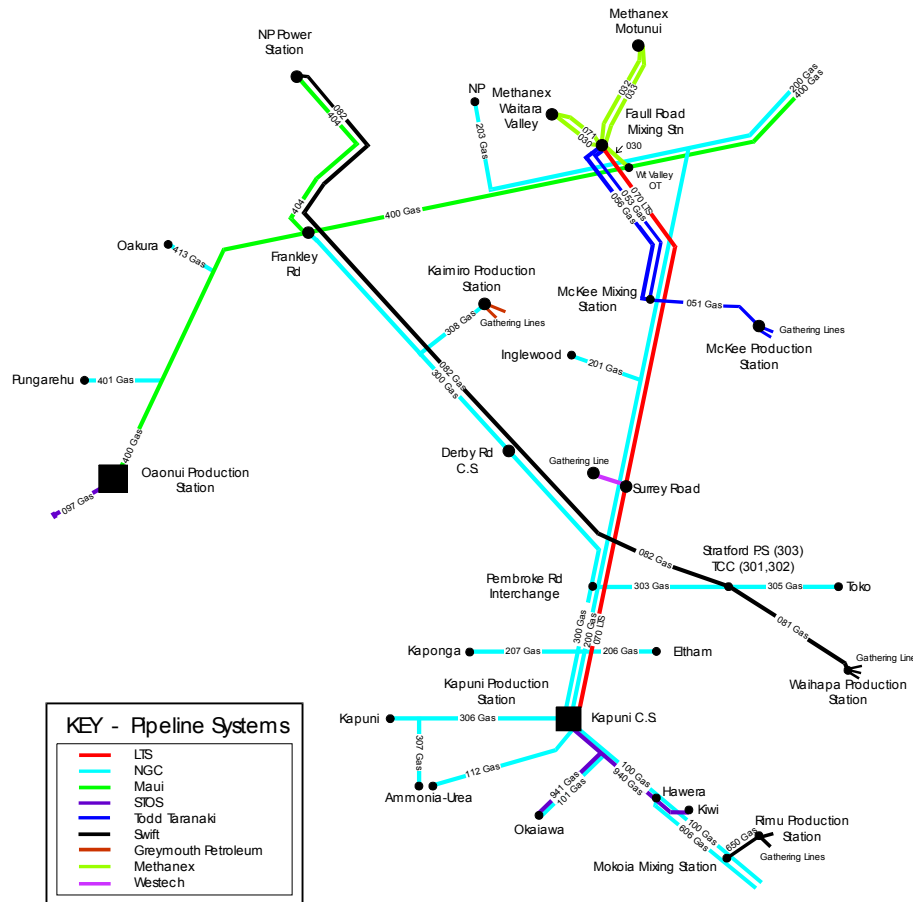 Methanex
Motunui
NP Power
Station
200 Gas
400 Gas
082
404
032
033
NP
Methanex
Waitara
Valley
Faull Road
Mixing Stn
071
030
030
203 Gas
Wt Valley
OT
404
400 Gas
070 LTS
053 Gas
056 Gas
Oakura
413 Gas
Frankley
Rd
Kaimiro Production
Station
308 Gas
Gathering Lines
McKee Mixing
Station
051 Gas
Gathering Lines
McKee Production
Station
Inglewood
201 Gas
Pungarehu
401 Gas
082 Gas
300 Gas
400 Gas
Derby Rd
C.S.
Gathering Line
Surrey Road
Oaonui Production
Station
097 Gas
082 Gas
Stratford P.S. (303)
TCC (301,302)
Pembroke Rd
Interchange
303 Gas
305 Gas
Toko
081 Gas
300 Gas
200 Gas
070 LTS
Kaponga
207 Gas
206 Gas
Eltham
Gathering Line
Waihapa Production
Station
Kapuni Production
Station
Kapuni
306 Gas
Kapuni C.S.
307 Gas
112 Gas
Ammonia-Urea
941 Gas
101 Gas
Okaiawa
100 Gas
940 Gas
Hawera
Kiwi
100 Gas
606 Gas
650 Gas
Rimu Production
Station
Gathering Lines
Mokoia Mixing Station
KEY - Pipeline Systems
LTS
NGC
Maui
STOS
Todd Taranaki
Swift
Greymouth Petroleum
Methanex
Westech